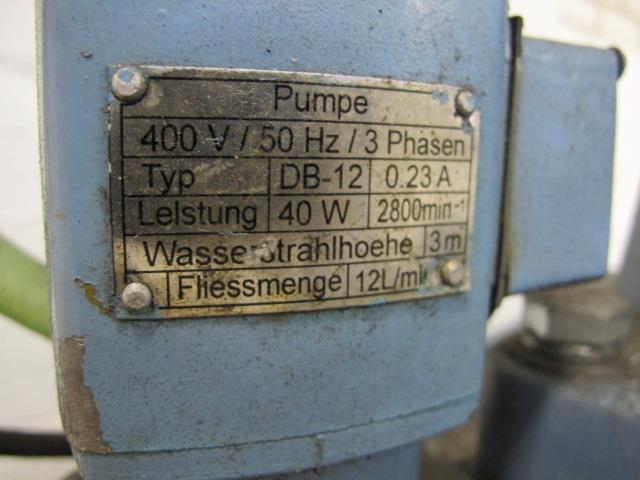 Pumpe
400 V / 50 Hz / 3 Phasen
Typ DB-12 0.23 A
Leistung 40 W 2800min⁻¹
Wasserstrahlhoehe 3 m
Fliessmenge 12L/min